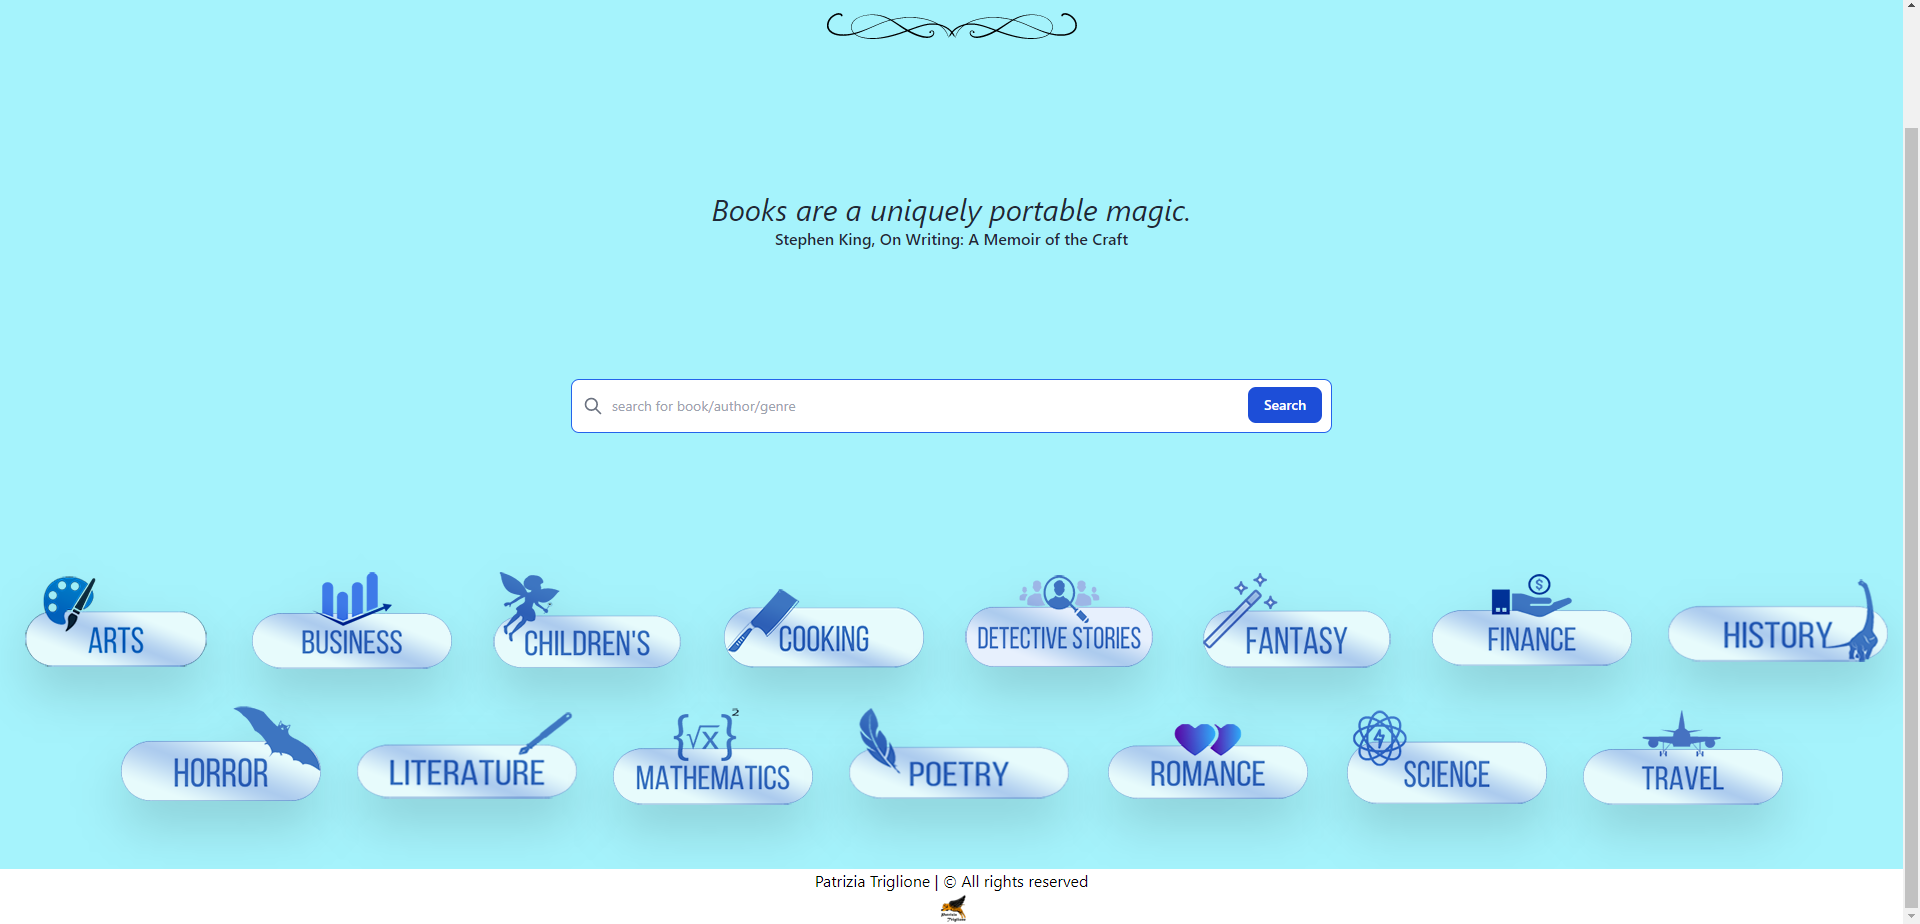 Books are a uniquely portable magic.
Stephen King, On Writing: A Memoir of the Craft
search for book/author/genre
Search
ARTS
BUSINESS
CHILDREN'S
COOKING
DETECTIVE STORIES
FANTASY
$
FINANCE
HISTORY
HORROR
LITERATURE
{√x}²
MATHEMATICS
POETRY
ROMANCE
SCIENCE
TRAVEL
Patrizia Triglione | © All rights reserved
Patrizia
Triglione